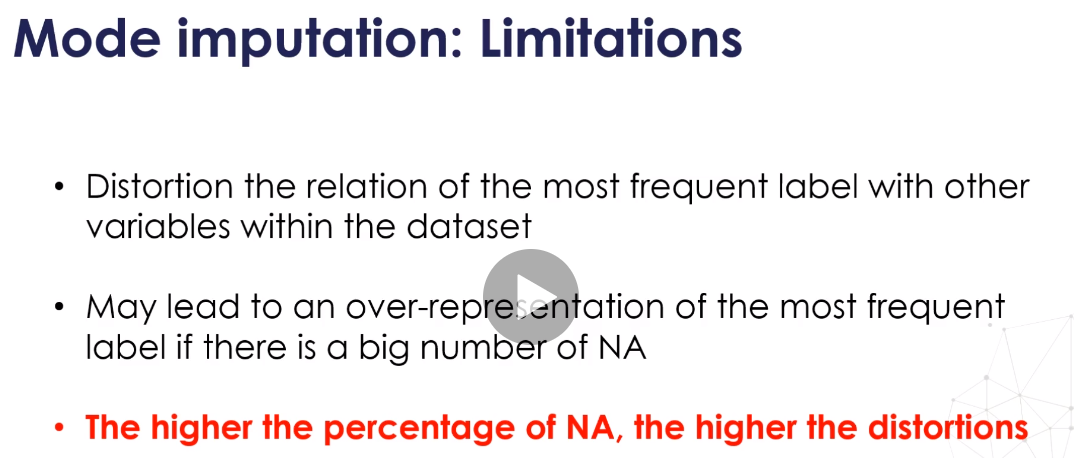 Mode imputation: Limitations
• Distortion the relation of the most frequent label with other
variables within the dataset
• May lead to an over-representation of the most frequent
label if there is a big number of NA
• The higher the percentage of NA, the higher the distortions